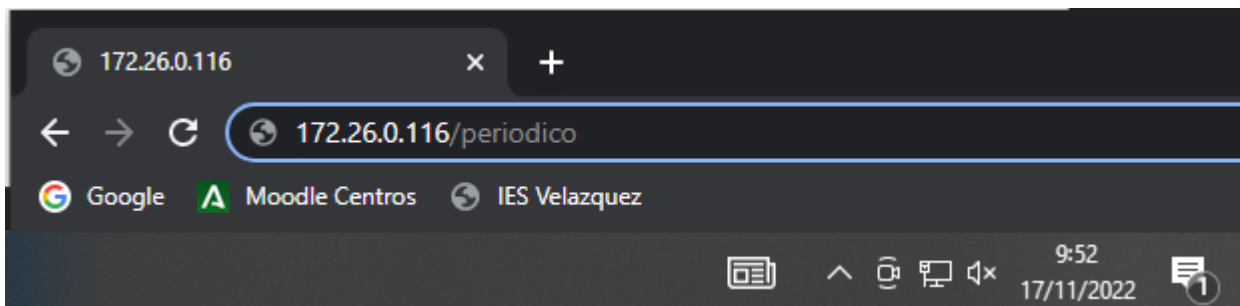 172.26.0.116
172.26.0.116/periodico
Google Moodle Centros IES Velazquez
9:52
17/11/2022
1